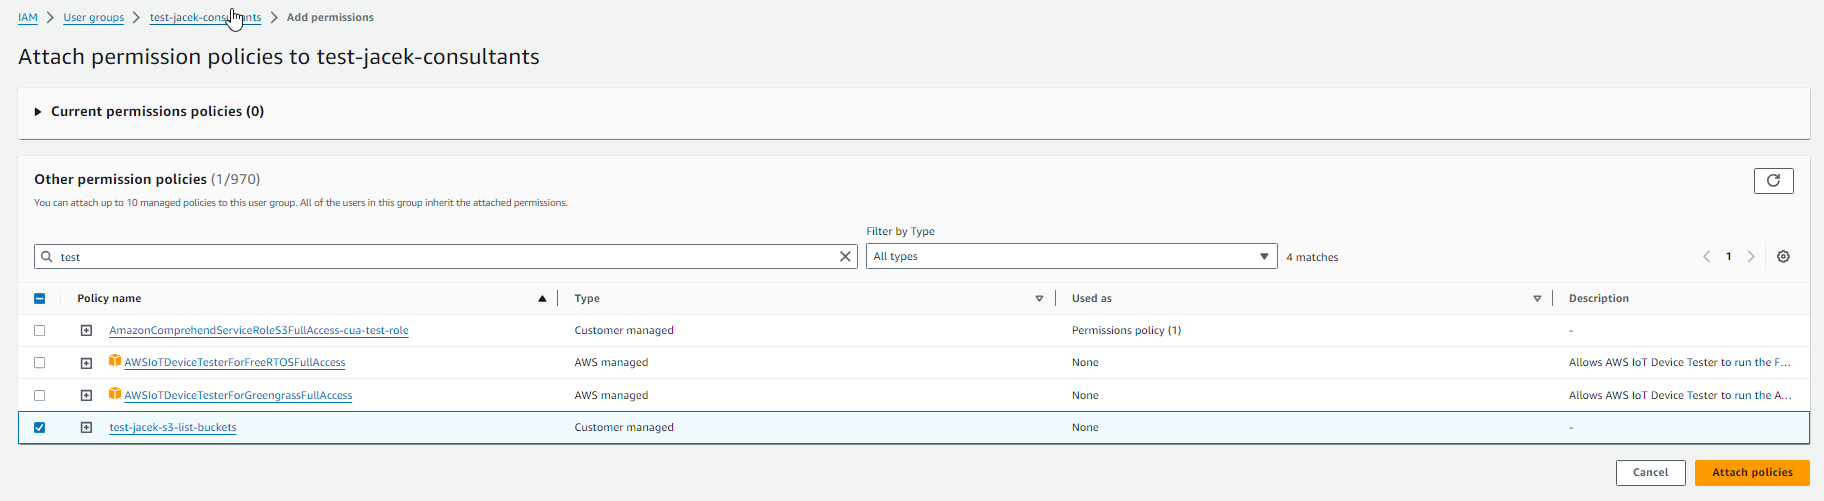 IAM > User groups > test-jacek-consultants > Add permissions
Attach permission policies to test-jacek-consultants
Current permissions policies (0)
Other permission policies (1/970)
You can attach up to 10 managed policies to this user group. All of the users in this group inherit the attached permissions.
Filter by Type
test
All types
4 matches
1
Policy name Type Used as Description
AmazonComprehendServiceRoleS3FullAccess-cua-test-role Customer managed Permissions policy (1) -
AWSIoTDeviceTesterForFreeRTOSFullAccess AWS managed None Allows AWS IoT Device Tester to run the F...
AWSIoTDeviceTesterForGreengrassFullAccess AWS managed None Allows AWS IoT Device Tester to run the A...
test-jacek-s3-list-buckets Customer managed None -
Cancel Attach policies